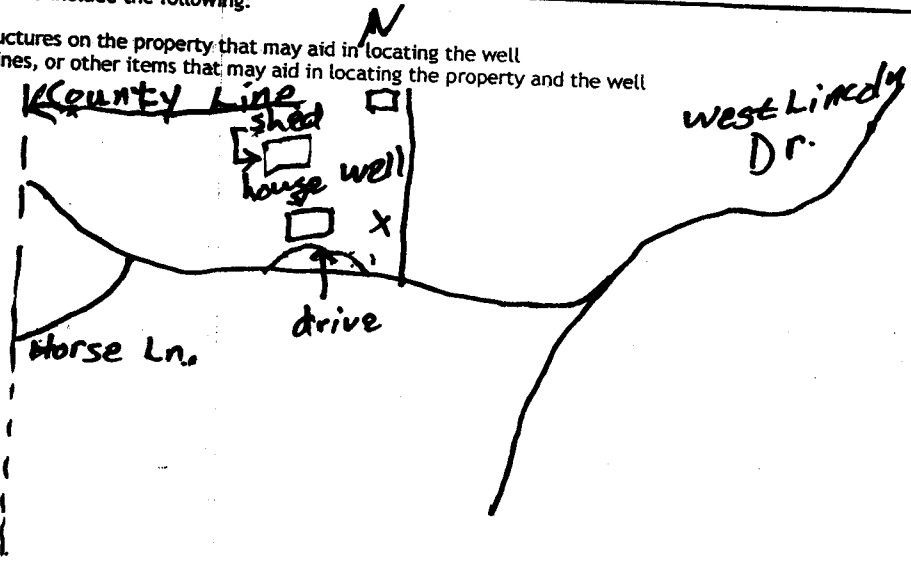 N
uctures on the property that may aid in locating the well
nes, or other items that may aid in locating the property and the well
County Line
shed
West Lincoln
Dr.
well
house
X
drive
Horse Ln.